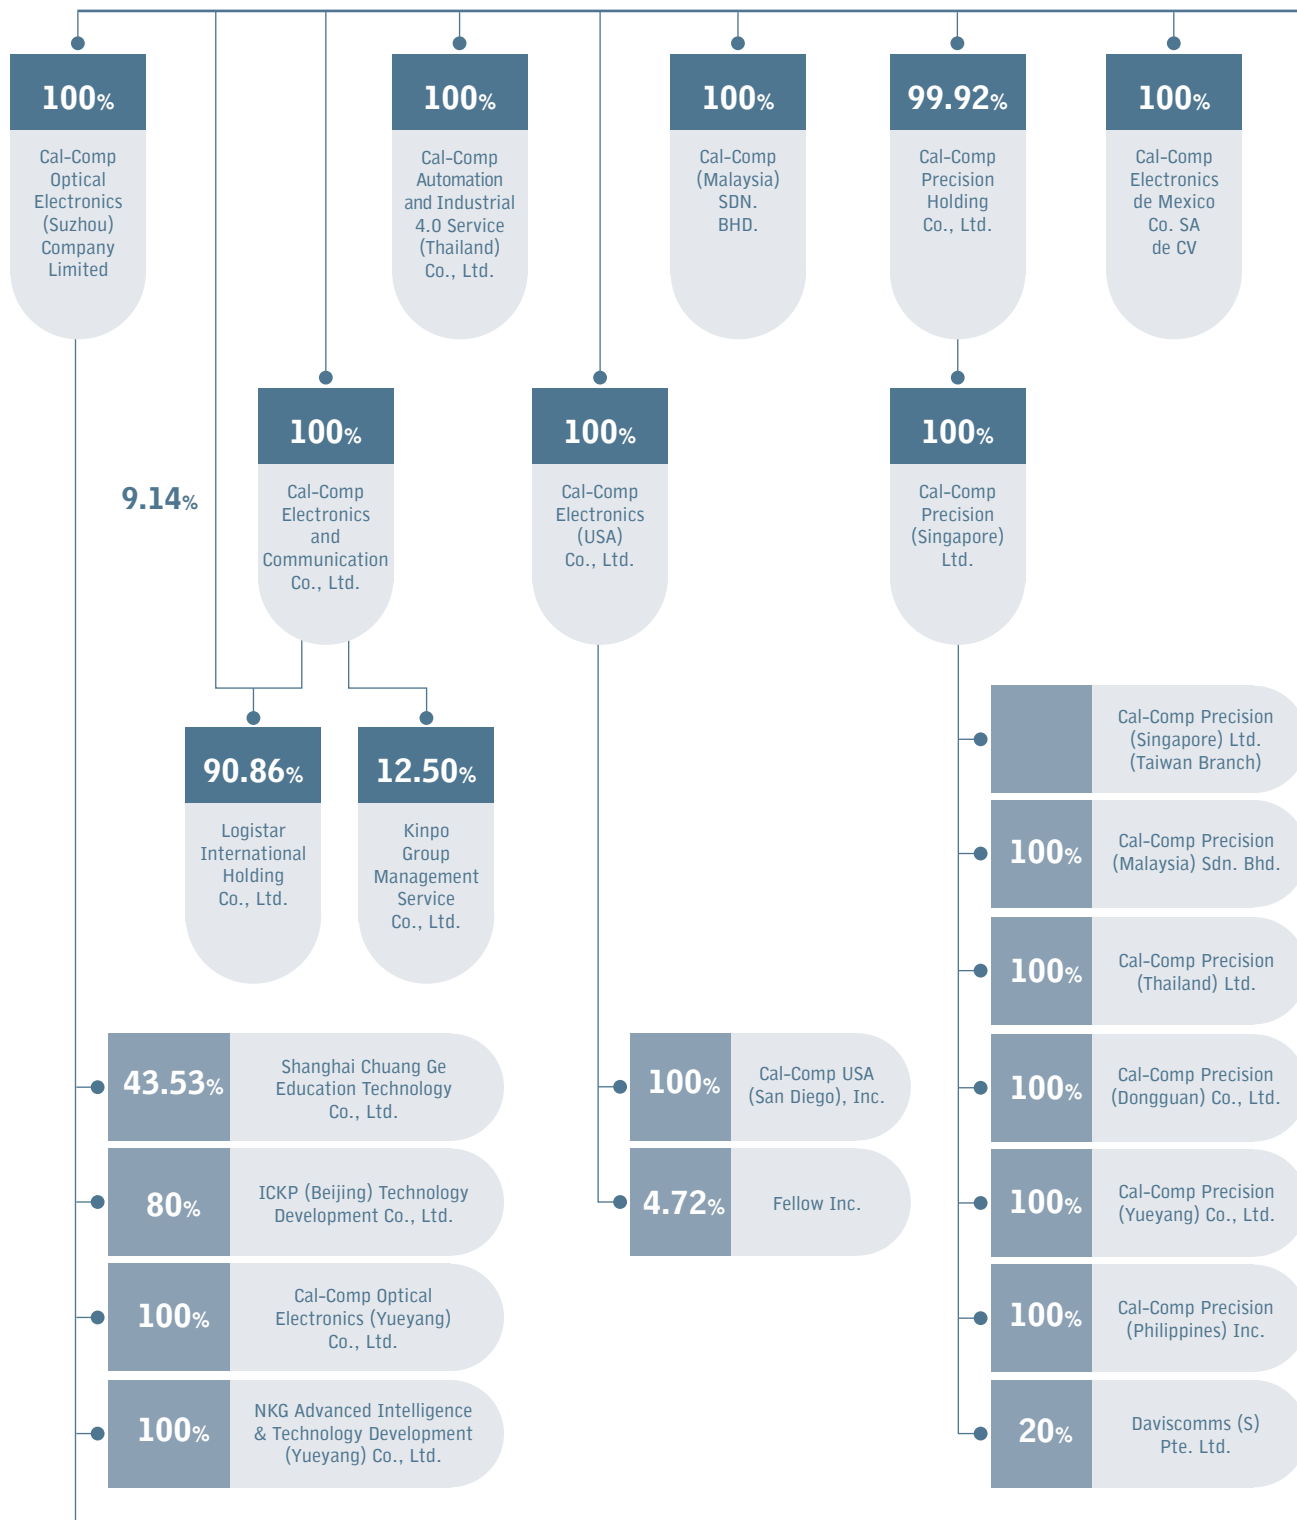 100%
Cal-Comp
Optical
Electronics
(Suzhou)
Company
Limited
100%
Cal-Comp
Automation
and Industrial
4.0 Service
(Thailand)
Co., Ltd.
100%
Cal-Comp
(Malaysia)
SDN.
BHD.
99.92%
Cal-Comp
Precision
Holding
Co., Ltd.
100%
Cal-Comp
Electronics
de Mexico
Co. SA
de CV
9.14%
100%
Cal-Comp
Electronics
and
Communication
Co., Ltd.
100%
Cal-Comp
Electronics
(USA)
Co., Ltd.
100%
Cal-Comp
Precision
(Singapore)
Ltd.
90.86%
Logistar
International
Holding
Co., Ltd.
12.50%
Kinpo
Group
Management
Service
Co., Ltd.
43.53%
Shanghai Chuang Ge
Education Technology
Co., Ltd.
80%
ICKP (Beijing) Technology
Development Co., Ltd.
100%
Cal-Comp Optical
Electronics (Yueyang)
Co., Ltd.
100%
NKG Advanced Intelligence
& Technology Development
(Yueyang) Co., Ltd.
100%
Cal-Comp USA
(San Diego), Inc.
4.72%
Fellow Inc.
Cal-Comp Precision
(Singapore) Ltd.
(Taiwan Branch)
100%
Cal-Comp Precision
(Malaysia) Sdn. Bhd.
100%
Cal-Comp Precision
(Thailand) Ltd.
100%
Cal-Comp Precision
(Dongguan) Co., Ltd.
100%
Cal-Comp Precision
(Yueyang) Co., Ltd.
100%
Cal-Comp Precision
(Philippines) Inc.
20%
Daviscomms (S)
Pte. Ltd.